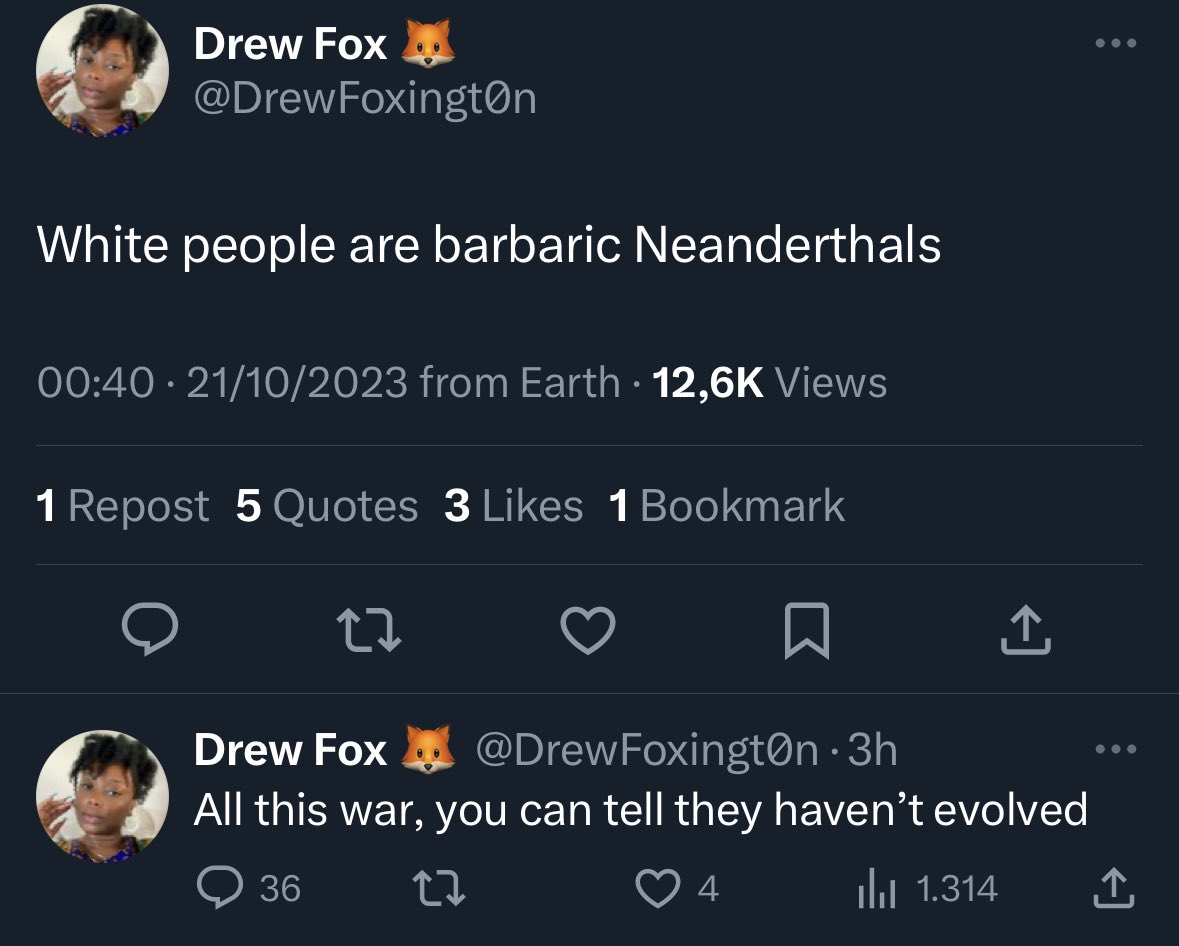 Drew Fox 🦊
@DrewFoxingt0n
White people are barbaric Neanderthals
00:40 · 21/10/2023 from Earth · 12,6K Views
1 Repost 5 Quotes 3 Likes 1 Bookmark
Drew Fox 🦊 @DrewFoxingt0n · 3h
All this war, you can tell they haven’t evolved
36 4 1.314